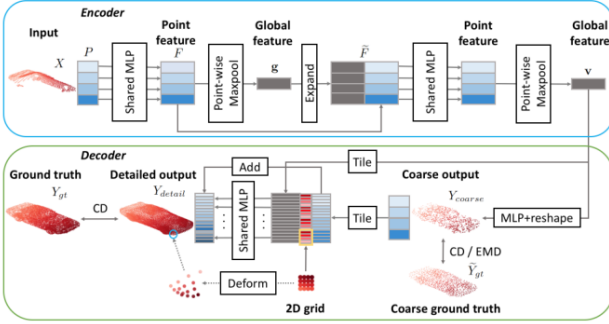 Encoder
Input
Point feature
Global feature
Point feature
Global feature
X
P
Shared MLP
F
Point-wise Maxpool
g
Expand
F̃
Shared MLP
Point-wise Maxpool
v
Decoder
Ground truth
Detailed output
Add
Tile
Coarse output
Y_gt
Y_detail
Y_coarse
CD
Shared MLP
Tile
MLP+reshape
CD / EMD
Ỹ_gt
Deform
2D grid
Coarse ground truth